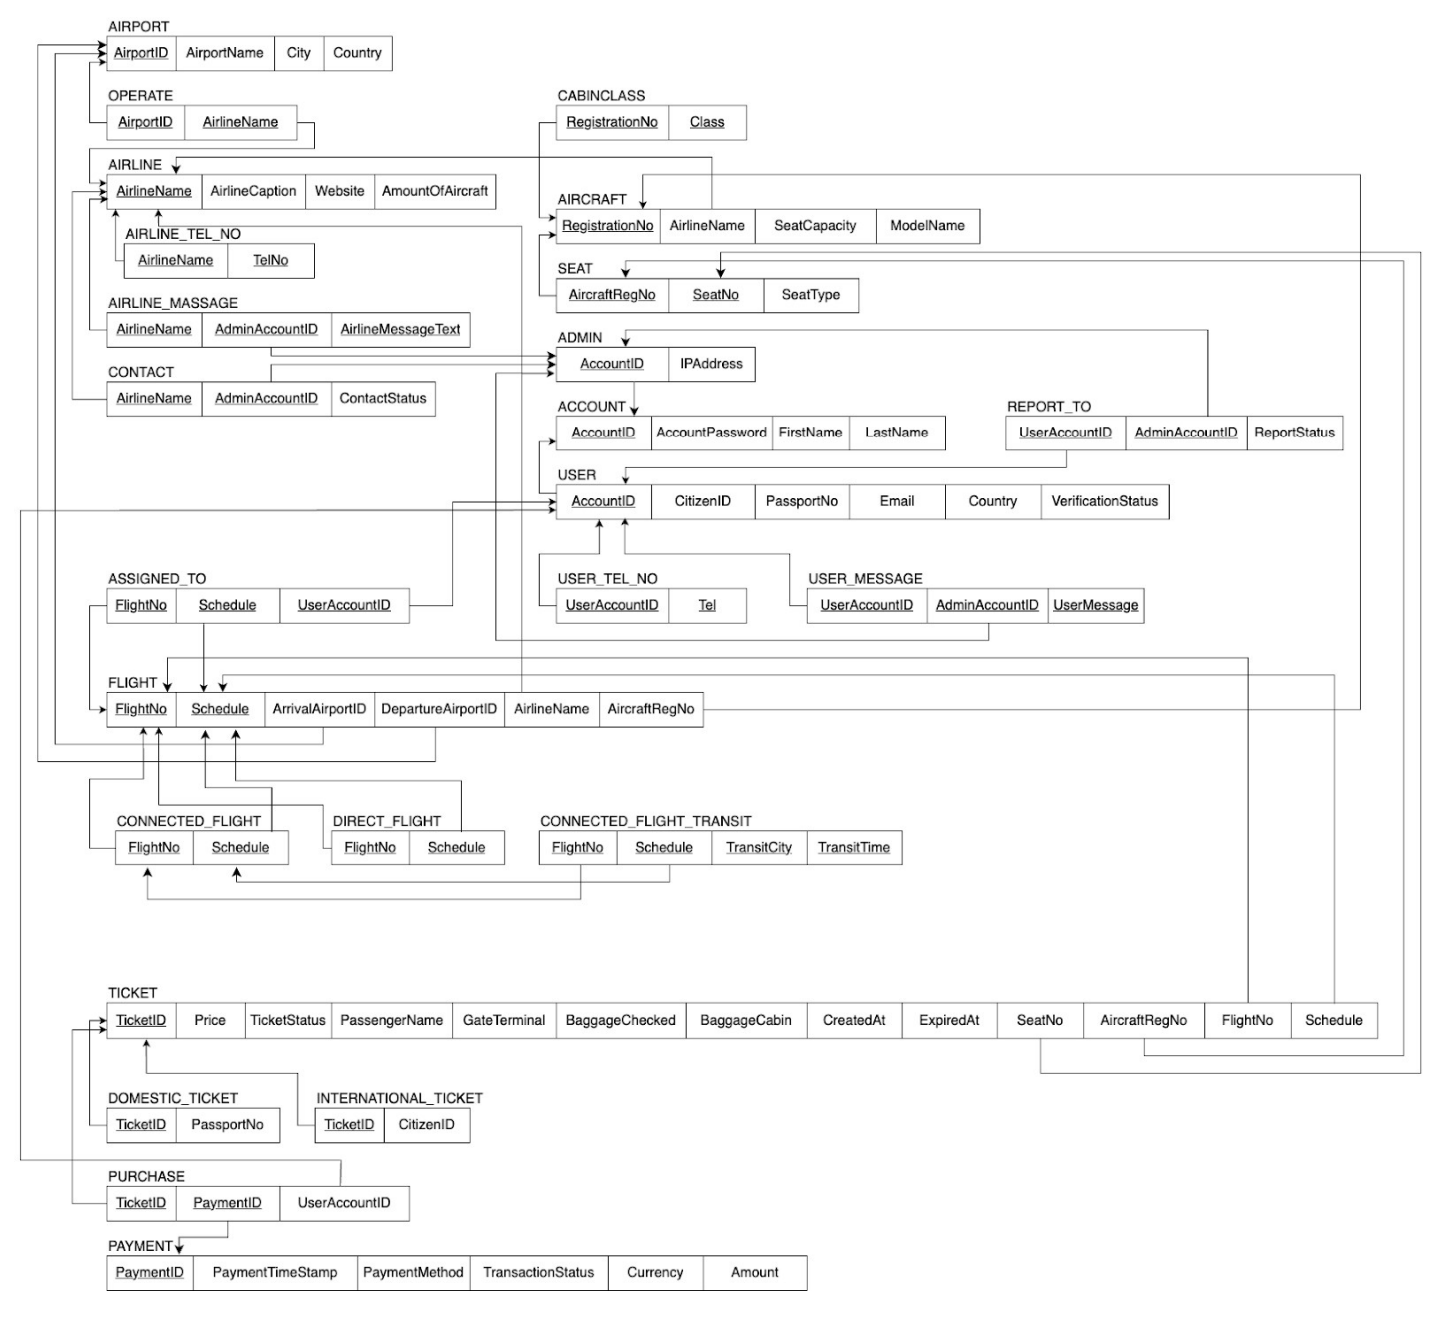 AIRPORT
AirportID AirportName City Country
OPERATE
AirportID AirlineName
CABINCLASS
RegistrationNo Class
AIRLINE
AirlineName AirlineCaption Website AmountOfAircraft
AIRCRAFT
RegistrationNo AirlineName SeatCapacity ModelName
AIRLINE_TEL_NO
AirlineName TelNo
SEAT
AircraftRegNo SeatNo SeatType
AIRLINE_MASSAGE
AirlineName AdminAccountID AirlineMessageText
ADMIN
AccountID IPAddress
CONTACT
AirlineName AdminAccountID ContactStatus
ACCOUNT
AccountID AccountPassword FirstName LastName
REPORT_TO
UserAccountID AdminAccountID ReportStatus
USER
AccountID CitizenID PassportNo Email Country VerificationStatus
ASSIGNED_TO
FlightNo Schedule UserAccountID
USER_TEL_NO
UserAccountID Tel
USER_MESSAGE
UserAccountID AdminAccountID UserMessage
FLIGHT
FlightNo Schedule ArrivalAirportID DepartureAirportID AirlineName AircraftRegNo
CONNECTED_FLIGHT
FlightNo Schedule
DIRECT_FLIGHT
FlightNo Schedule
CONNECTED_FLIGHT_TRANSIT
FlightNo Schedule TransitCity TransitTime
TICKET
TicketID Price TicketStatus PassengerName GateTerminal BaggageChecked BaggageCabin CreatedAt ExpiredAt SeatNo AircraftRegNo FlightNo Schedule
DOMESTIC_TICKET
TicketID PassportNo
INTERNATIONAL_TICKET
TicketID CitizenID
PURCHASE
TicketID PaymentID UserAccountID
PAYMENT
PaymentID PaymentTimeStamp PaymentMethod TransactionStatus Currency Amount